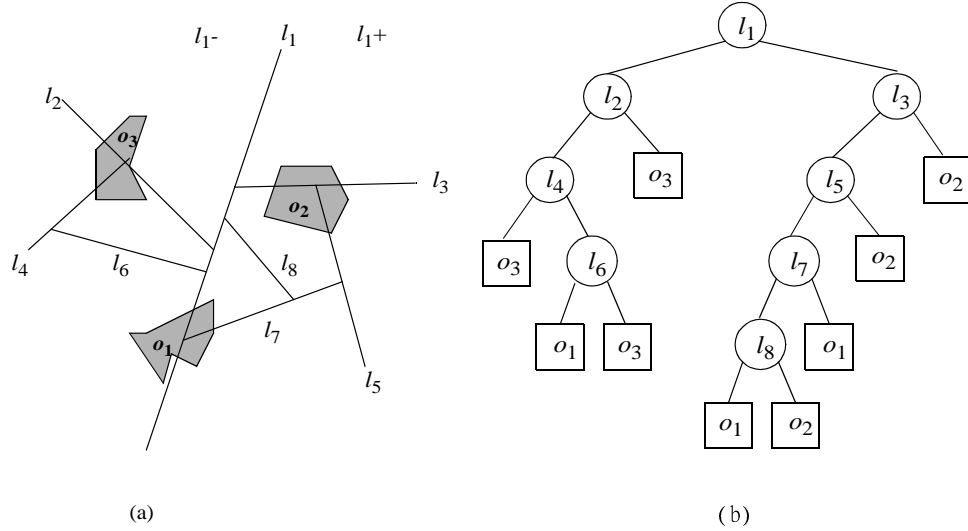 l1- l1 l1+
l2
o3
l3
o2
l4 l6 l8
l7
o1
l5
(a)
l1
l2 l3
l4 o3 l5 o2
o3 l6 l7 o2
o1 o3 l8 o1
o1 o2
(b)